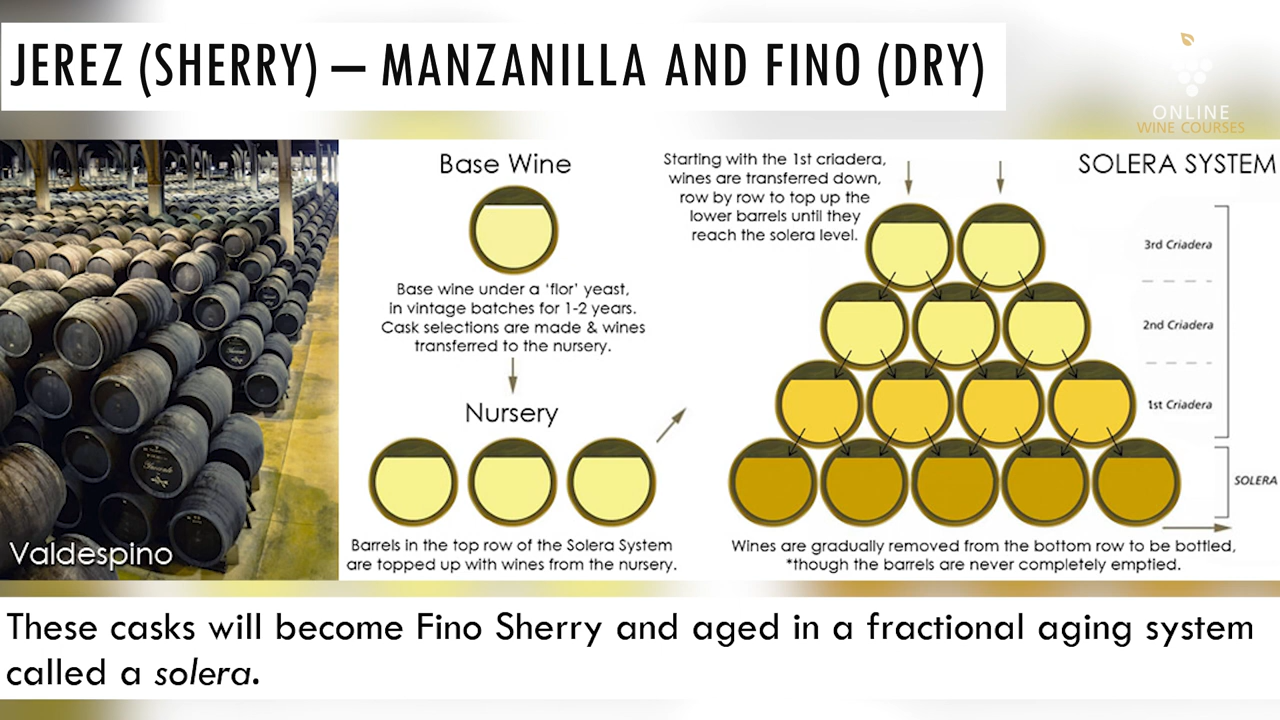 JEREZ (SHERRY) – MANZANILLA AND FINO (DRY)
ONLINE
WINE COURSES
Valdespino
Base Wine
Base wine under a 'flor' yeast,
in vintage batches for 1-2 years.
Cask selections are made & wines
transferred to the nursery.
Nursery
Barrels in the top row of the Solera System
are topped up with wines from the nursery.
Starting with the 1st criadera,
wines are transferred down,
row by row to top up the
lower barrels until they
reach the solera level.
SOLERA SYSTEM
3rd Criadera
2nd Criadera
1st Criadera
SOLERA
Wines are gradually removed from the bottom row to be bottled,
*though the barrels are never completely emptied.
These casks will become Fino Sherry and aged in a fractional aging system
called a solera.